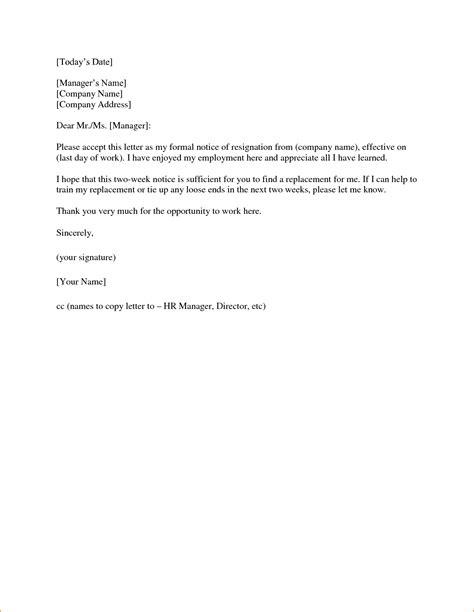 [Today's Date]
[Manager's Name]
[Company Name]
[Company Address]
Dear Mr./Ms. [Manager]:
Please accept this letter as my formal notice of resignation from (company name), effective on
(last day of work). I have enjoyed my employment here and appreciate all I have learned.
I hope that this two-week notice is sufficient for you to find a replacement for me. If I can help to
train my replacement or tie up any loose ends in the next two weeks, please let me know.
Thank you very much for the opportunity to work here.
Sincerely,
(your signature)
[Your Name]
cc (names to copy letter to – HR Manager, Director, etc)